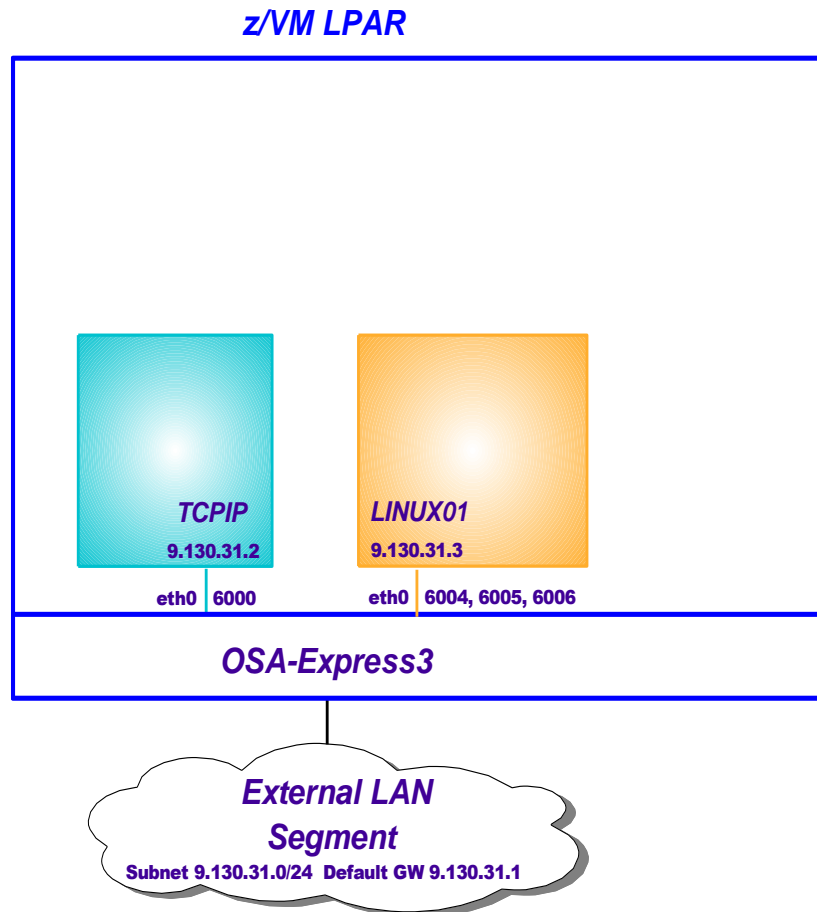 z/VM LPAR
TCPIP
9.130.31.2
LINUX01
9.130.31.3
eth0 6000
eth0 6004, 6005, 6006
OSA-Express3
External LAN
Segment
Subnet 9.130.31.0/24 Default GW 9.130.31.1